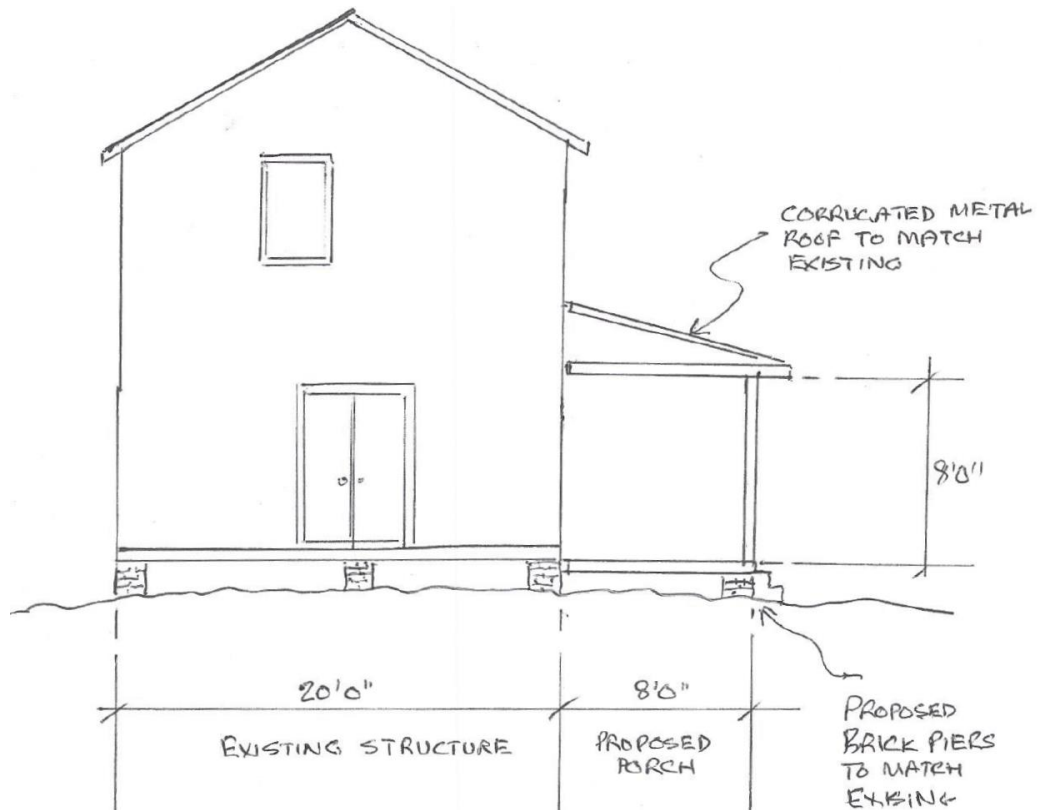 CORRUGATED METAL
ROOF TO MATCH
EXISTING
8'0"
20'0"
8'0"
EXISTING STRUCTURE
PROPOSED
PORCH
PROPOSED
BRICK PIERS
TO MATCH
EXISING